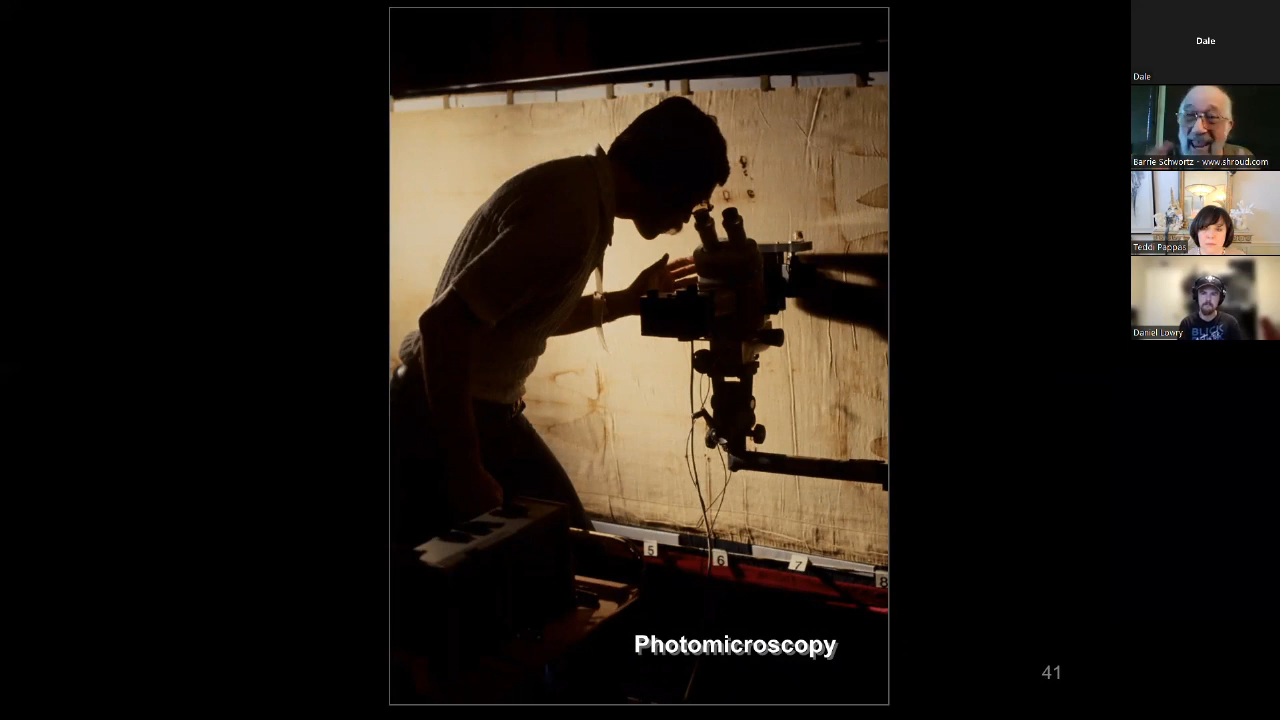 Dale
Dale
Barrie Schwortz - www.shroud.com
Teddi Pappas
Daniel Lowry
5
6
7
8
Photomicroscopy
41